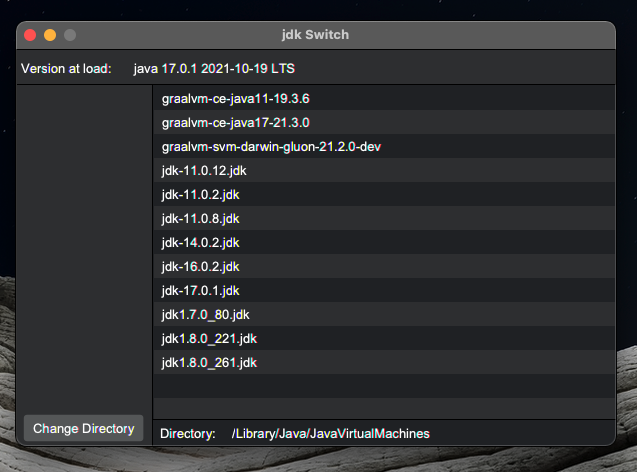 jdk Switch
Version at load: java 17.0.1 2021-10-19 LTS
graalvm-ce-java11-19.3.6
graalvm-ce-java17-21.3.0
graalvm-svm-darwin-gluon-21.2.0-dev
jdk-11.0.12.jdk
jdk-11.0.2.jdk
jdk-11.0.8.jdk
jdk-14.0.2.jdk
jdk-16.0.2.jdk
jdk-17.0.1.jdk
jdk1.7.0_80.jdk
jdk1.8.0_221.jdk
jdk1.8.0_261.jdk
Change Directory Directory: /Library/Java/JavaVirtualMachines